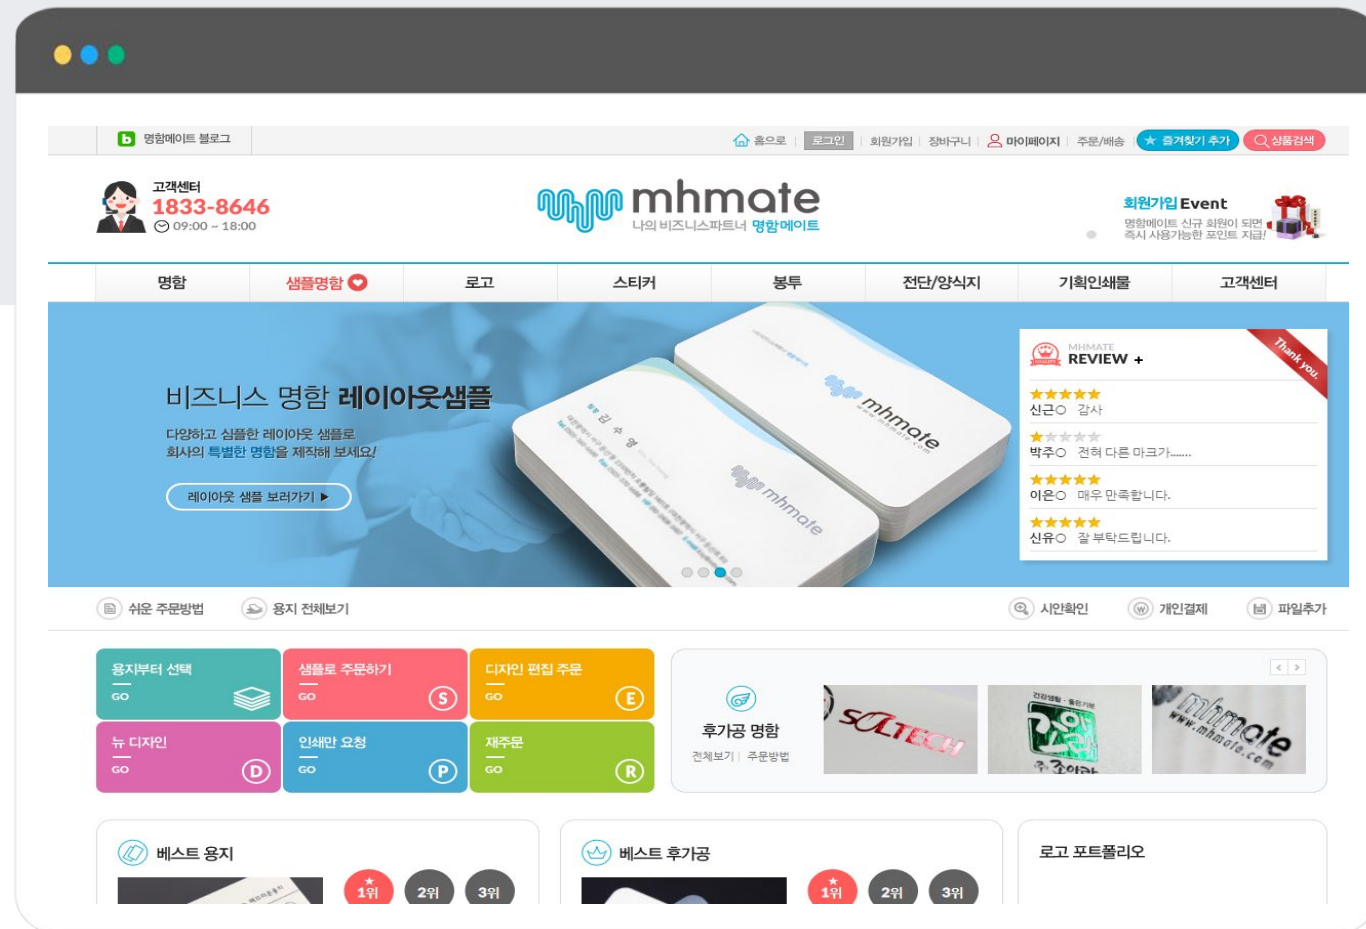 명함메이트 블로그
홈으로 로그인 회원가입 장바구니 마이페이지 주문/배송 즐겨찾기 추가 상품검색
고객센터
1833-8646
09:00 ~ 18:00
mhmate
나의 비즈니스파트너 명함메이트
회원가입 Event
명함메이트 신규 회원이 되면
즉시 사용가능한 포인트 지급!
명함 샘플명함 로고 스티커 봉투 전단/양식지 기획인쇄물 고객센터
비즈니스 명함 레이아웃샘플
다양하고 심플한 레이아웃 샘플로
회사의 특별한 명함을 제작해 보세요!
레이아웃 샘플 보러가기 ▶
mhmate
www.mhmate.com
김수영
mhmate
MHMATE
REVIEW +
Thank you.
신근○ 감사
박주○ 전혀 다른 마크가.......
이은○ 매우 만족합니다.
신유○ 잘 부탁드립니다.
쉬운 주문방법 용지 전체보기 시안확인 개인결제 파일추가
용지부터 선택
GO
샘플로 주문하기
GO
S
디자인 편집 주문
GO
E
뉴 디자인
GO
D
인쇄만 요청
GO
P
재주문
GO
R
후가공 명함
전체보기 주문방법
SOLTECH
mhmate
www.mhmate.com
베스트 용지
1위 2위 3위
베스트 후가공
1위 2위 3위
로고 포트폴리오